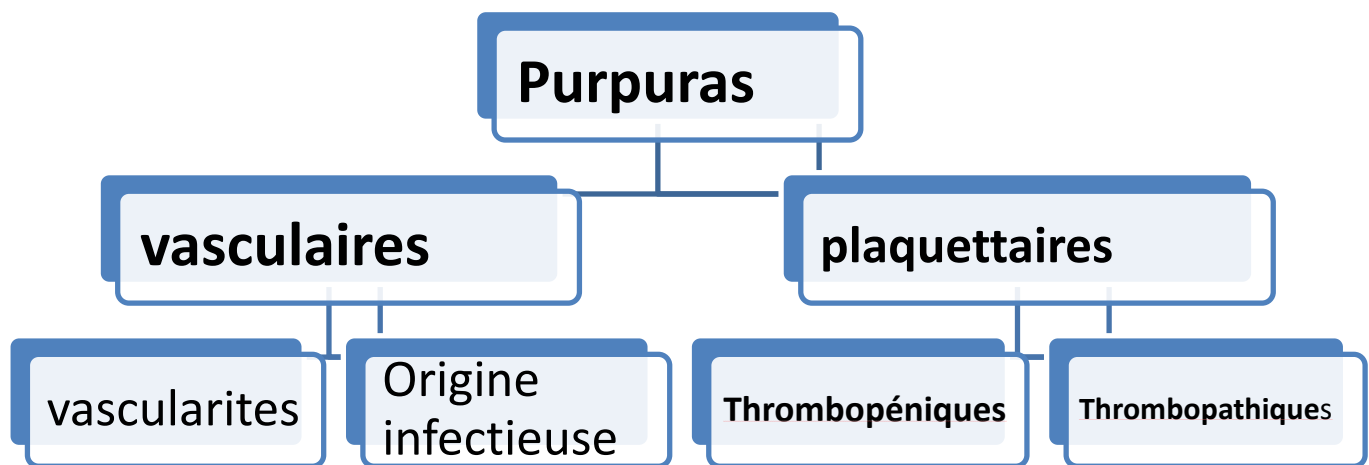 Purpuras
vasculaires
plaquettaires
vascularites
Origine
infectieuse
Thrombopéniques
Thrombopathiques